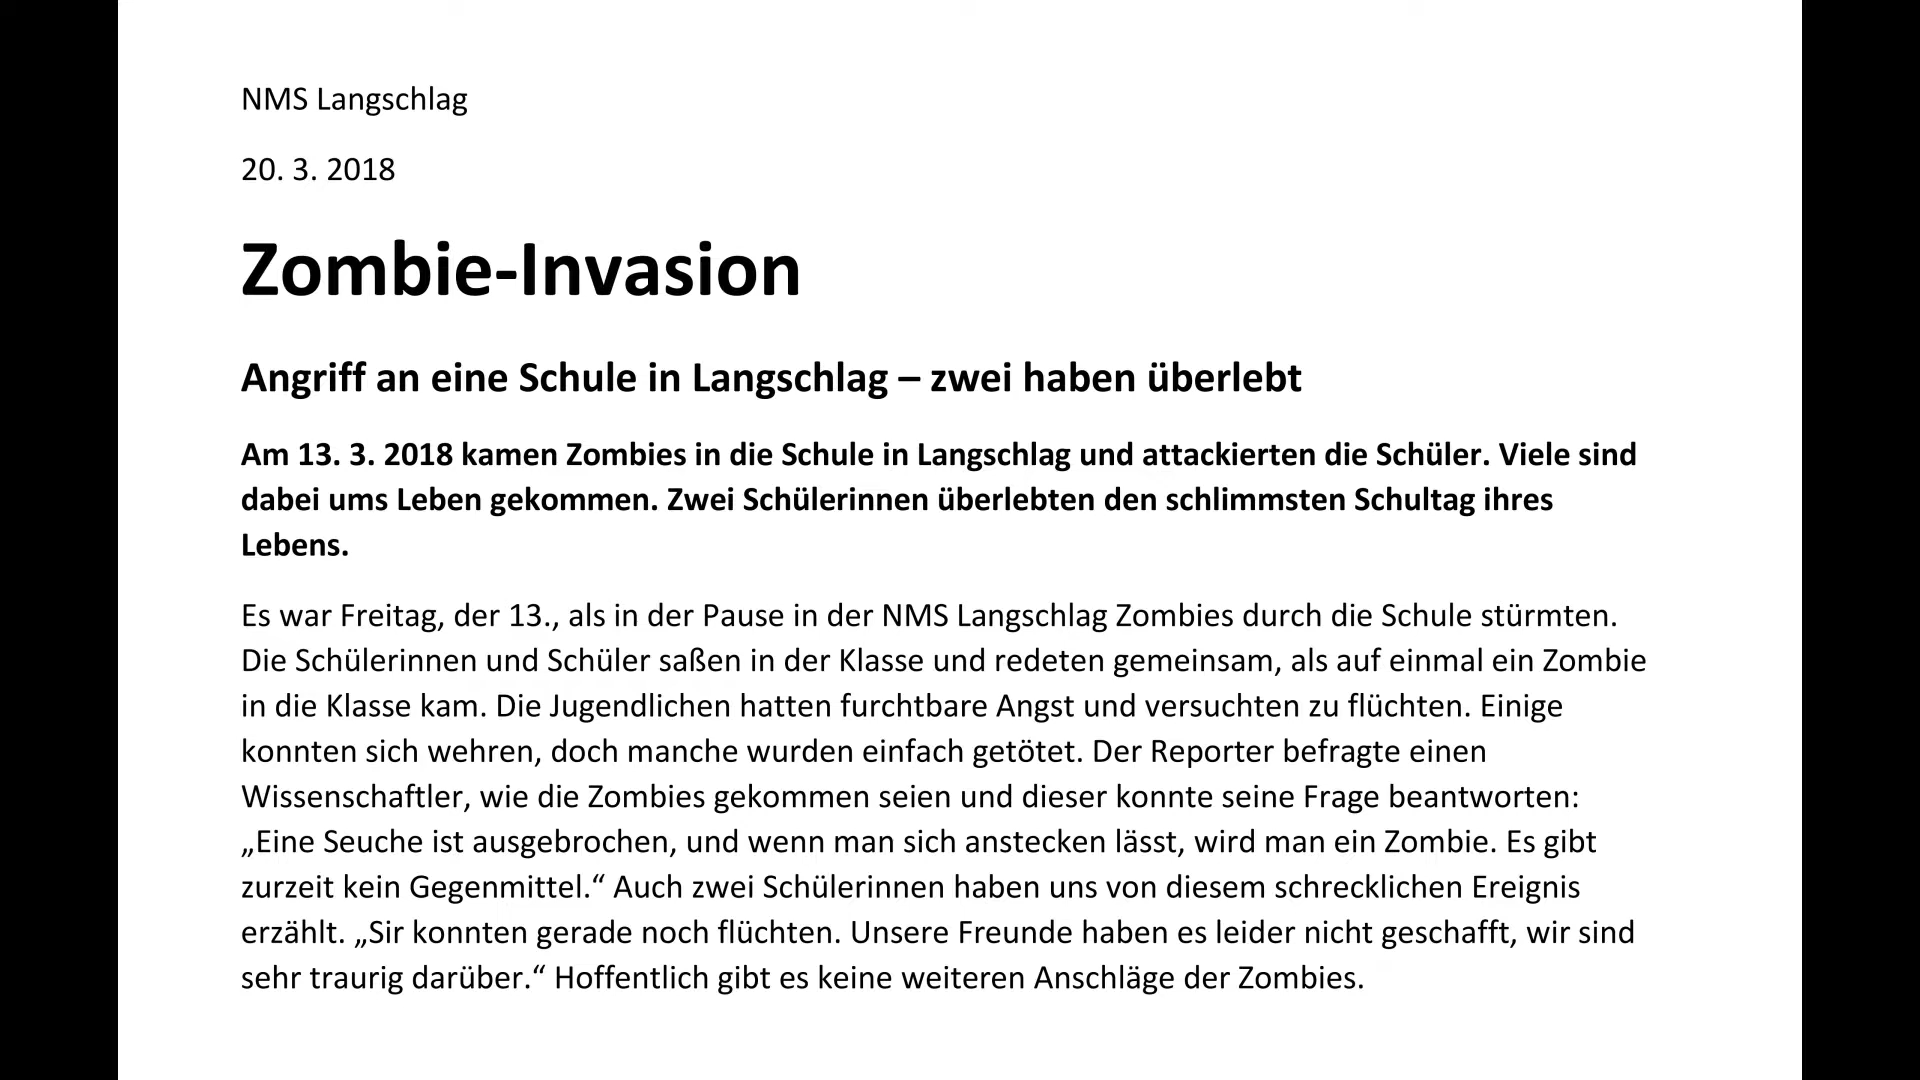 NMS Langschlag
20. 3. 2018
Zombie-Invasion
Angriff an eine Schule in Langschlag – zwei haben überlebt
Am 13. 3. 2018 kamen Zombies in die Schule in Langschlag und attackierten die Schüler. Viele sind
dabei ums Leben gekommen. Zwei Schülerinnen überlebten den schlimmsten Schultag ihres
Lebens.
Es war Freitag, der 13., als in der Pause in der NMS Langschlag Zombies durch die Schule stürmten.
Die Schülerinnen und Schüler saßen in der Klasse und redeten gemeinsam, als auf einmal ein Zombie
in die Klasse kam. Die Jugendlichen hatten furchtbare Angst und versuchten zu flüchten. Einige
konnten sich wehren, doch manche wurden einfach getötet. Der Reporter befragte einen
Wissenschaftler, wie die Zombies gekommen seien und dieser konnte seine Frage beantworten:
„Eine Seuche ist ausgebrochen, und wenn man sich anstecken lässt, wird man ein Zombie. Es gibt
zurzeit kein Gegenmittel.“ Auch zwei Schülerinnen haben uns von diesem schrecklichen Ereignis
erzählt. „Sir konnten gerade noch flüchten. Unsere Freunde haben es leider nicht geschafft, wir sind
sehr traurig darüber.“ Hoffentlich gibt es keine weiteren Anschläge der Zombies.